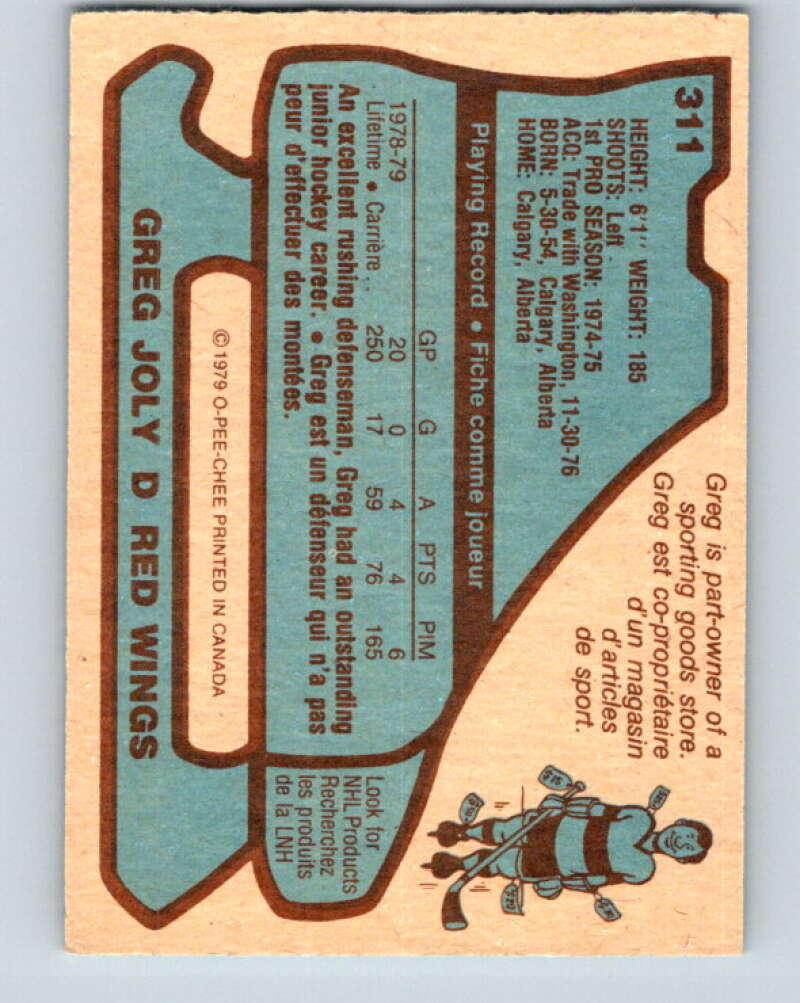 311
HEIGHT: 6'1" WEIGHT: 185
SHOOTS: Left
1st PRO SEASON: 1974-75
ACQ: Trade with Washington, 11-30-76
BORN: 5-30-54, Calgary, Alberta
HOME: Calgary, Alberta
Greg is part-owner of a
sporting goods store.
Greg est co-propriétaire
d'un magasin
d'articles
de sport.
Playing Record • Fiche comme joueur
GP G A PTS PIM
1978-79 20 0 4 4 6
Lifetime • Carrière .. 250 17 59 76 165
An excellent rushing defenseman, Greg had an outstanding
junior hockey career. • Greg est un défenseur qui n'a pas
peur d'effectuer des montées.
Look for
NHL Products
Recherchez
les produits
de la LNH
©1979 O-PEE-CHEE PRINTED IN CANADA
GREG JOLY D RED WINGS